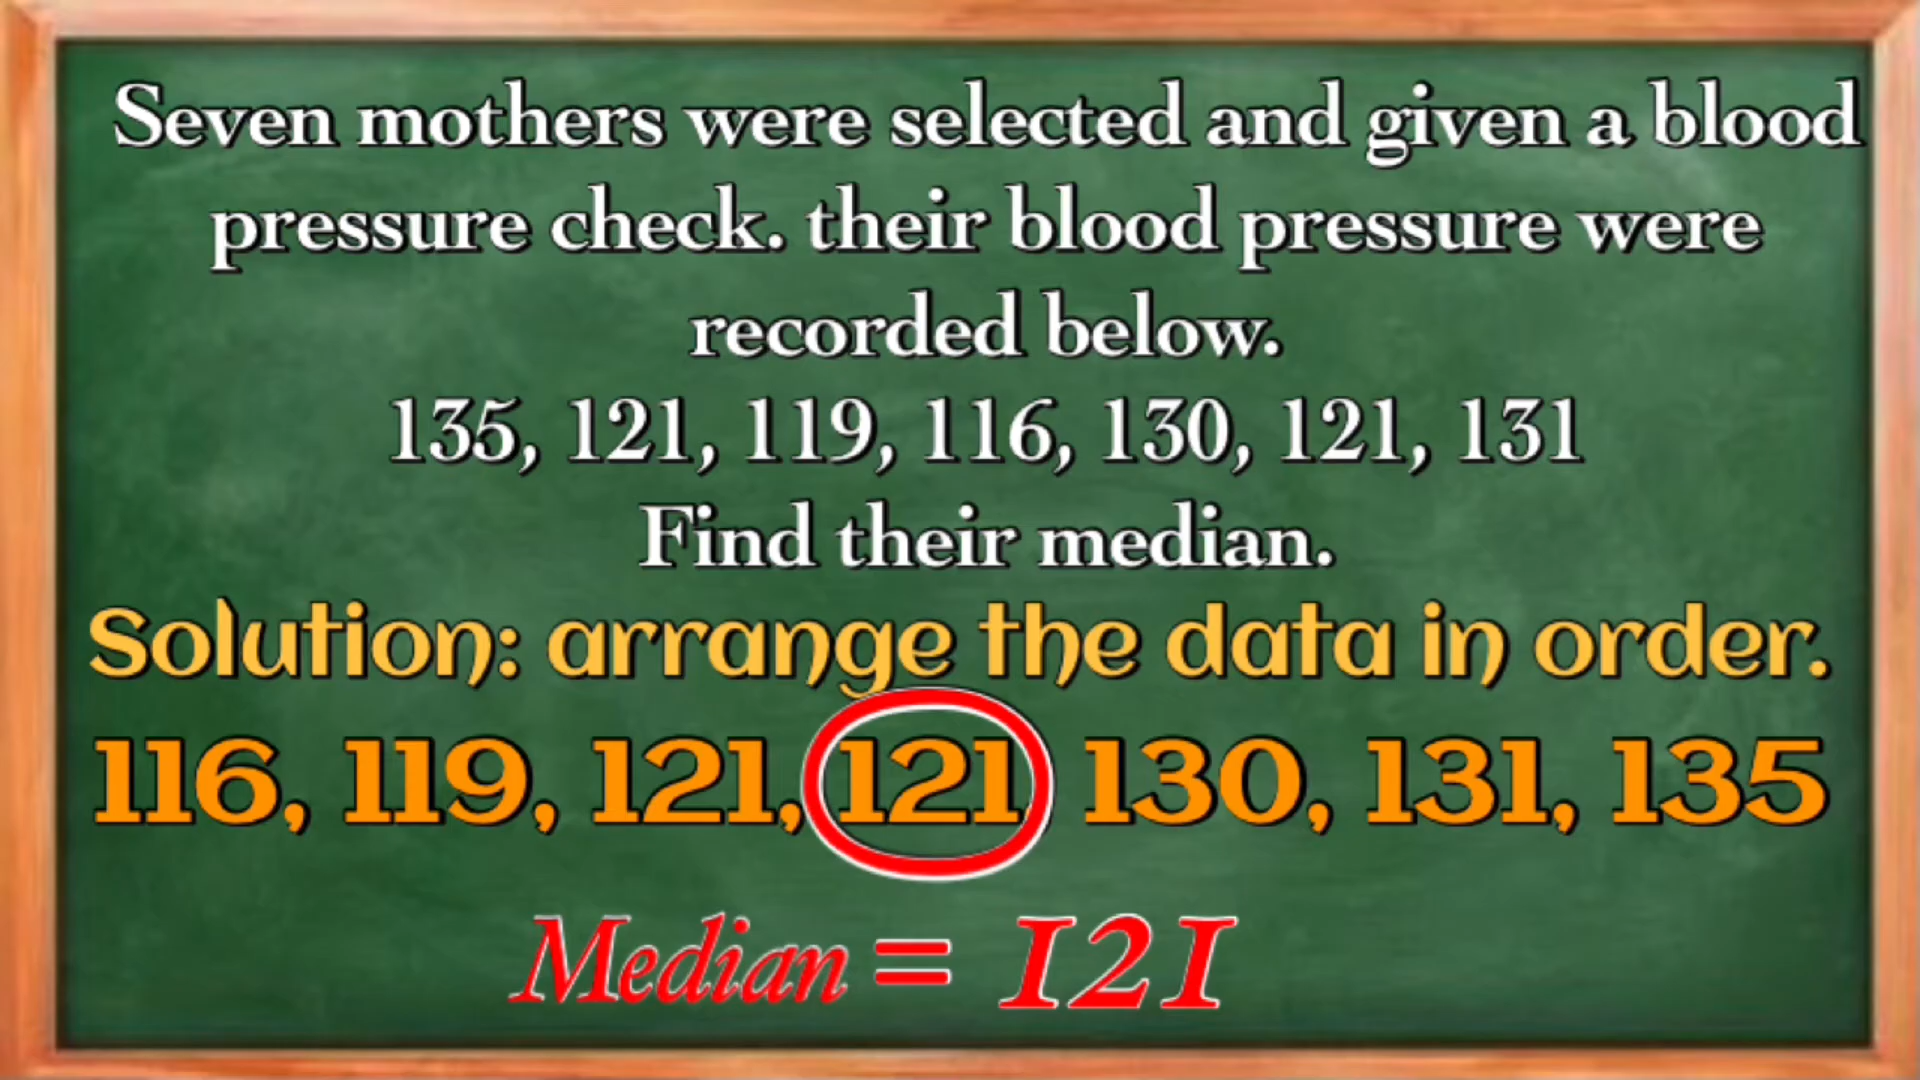 Seven mothers were selected and given a blood
pressure check. their blood pressure were
recorded below.
135, 121, 119, 116, 130, 121, 131
Find their median.
Solution: arrange the data in order.
116, 119, 121, 121, 130, 131, 135
Median = 121